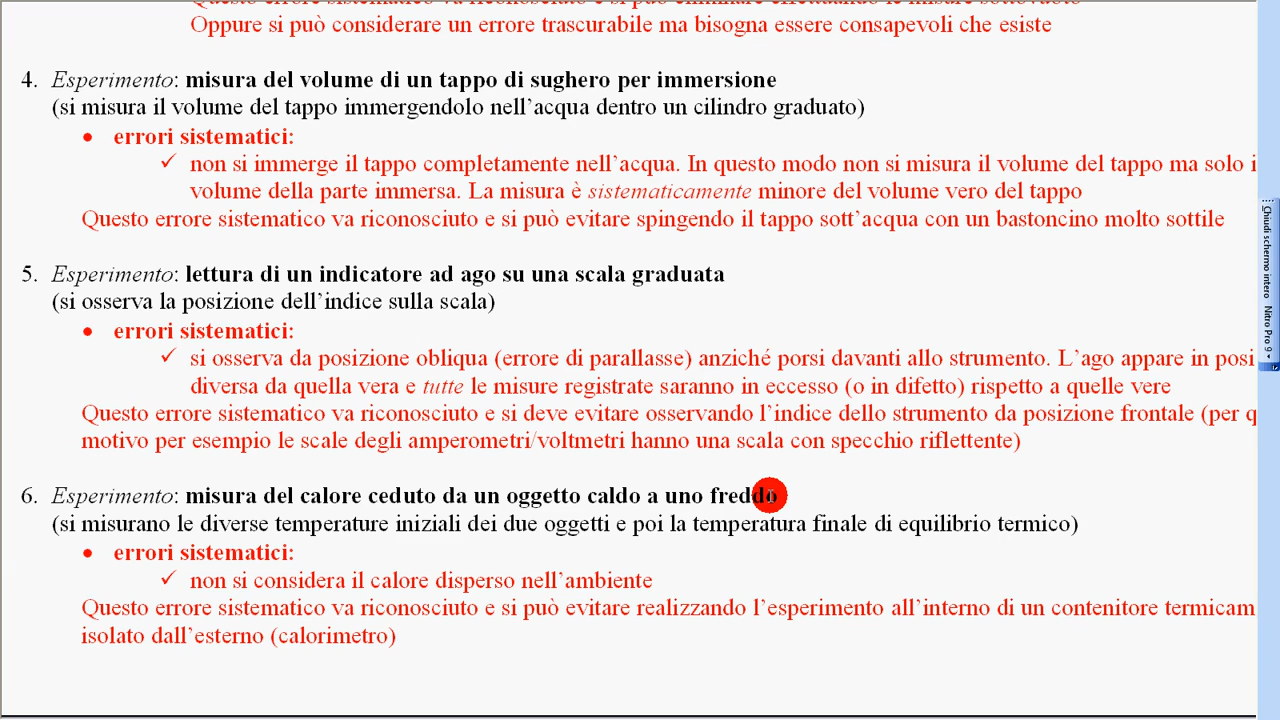 Oppure si può considerare un errore trascurabile ma bisogna essere consapevoli che esiste
4. Esperimento: misura del volume di un tappo di sughero per immersione
(si misura il volume del tappo immergendolo nell’acqua dentro un cilindro graduato)
• errori sistematici:
✓ non si immerge il tappo completamente nell’acqua. In questo modo non si misura il volume del tappo ma solo i
volume della parte immersa. La misura è sistematicamente minore del volume vero del tappo
Questo errore sistematico va riconosciuto e si può evitare spingendo il tappo sott’acqua con un bastoncino molto sottile
5. Esperimento: lettura di un indicatore ad ago su una scala graduata
(si osserva la posizione dell’indice sulla scala)
• errori sistematici:
✓ si osserva da posizione obliqua (errore di parallasse) anziché porsi davanti allo strumento. L’ago appare in posi
diversa da quella vera e tutte le misure registrate saranno in eccesso (o in difetto) rispetto a quelle vere
Questo errore sistematico va riconosciuto e si deve evitare osservando l’indice dello strumento da posizione frontale (per q
motivo per esempio le scale degli amperometri/voltmetri hanno una scala con specchio riflettente)
6. Esperimento: misura del calore ceduto da un oggetto caldo a uno freddo
(si misurano le diverse temperature iniziali dei due oggetti e poi la temperatura finale di equilibrio termico)
• errori sistematici:
✓ non si considera il calore disperso nell’ambiente
Questo errore sistematico va riconosciuto e si può evitare realizzando l’esperimento all’interno di un contenitore termicam
isolato dall’esterno (calorimetro)
Chiudi schermo intero Nitro Pro 9